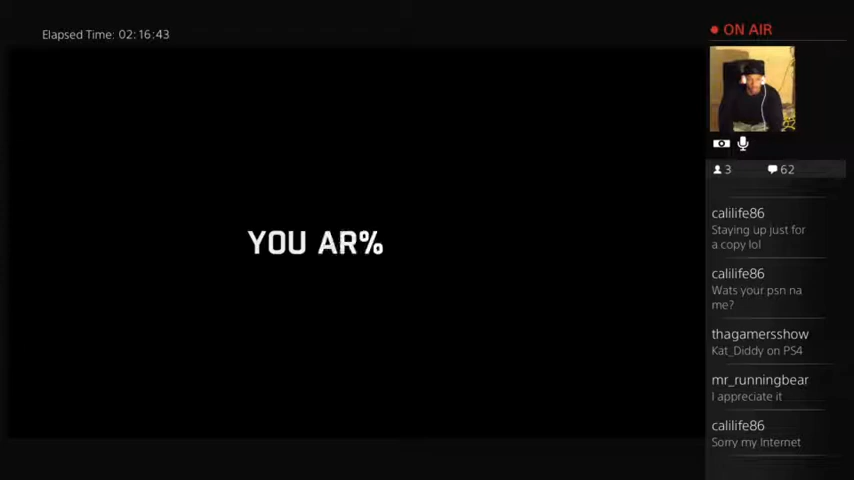 Elapsed Time: 02:16:43
ON AIR
3 62
YOU AR%
calilife86
Staying up just for
a copy lol
calilife86
Wats your psn na
me?
thagamersshow
Kat_Diddy on PS4
mr_runningbear
I appreciate it
calilife86
Sorry my Internet